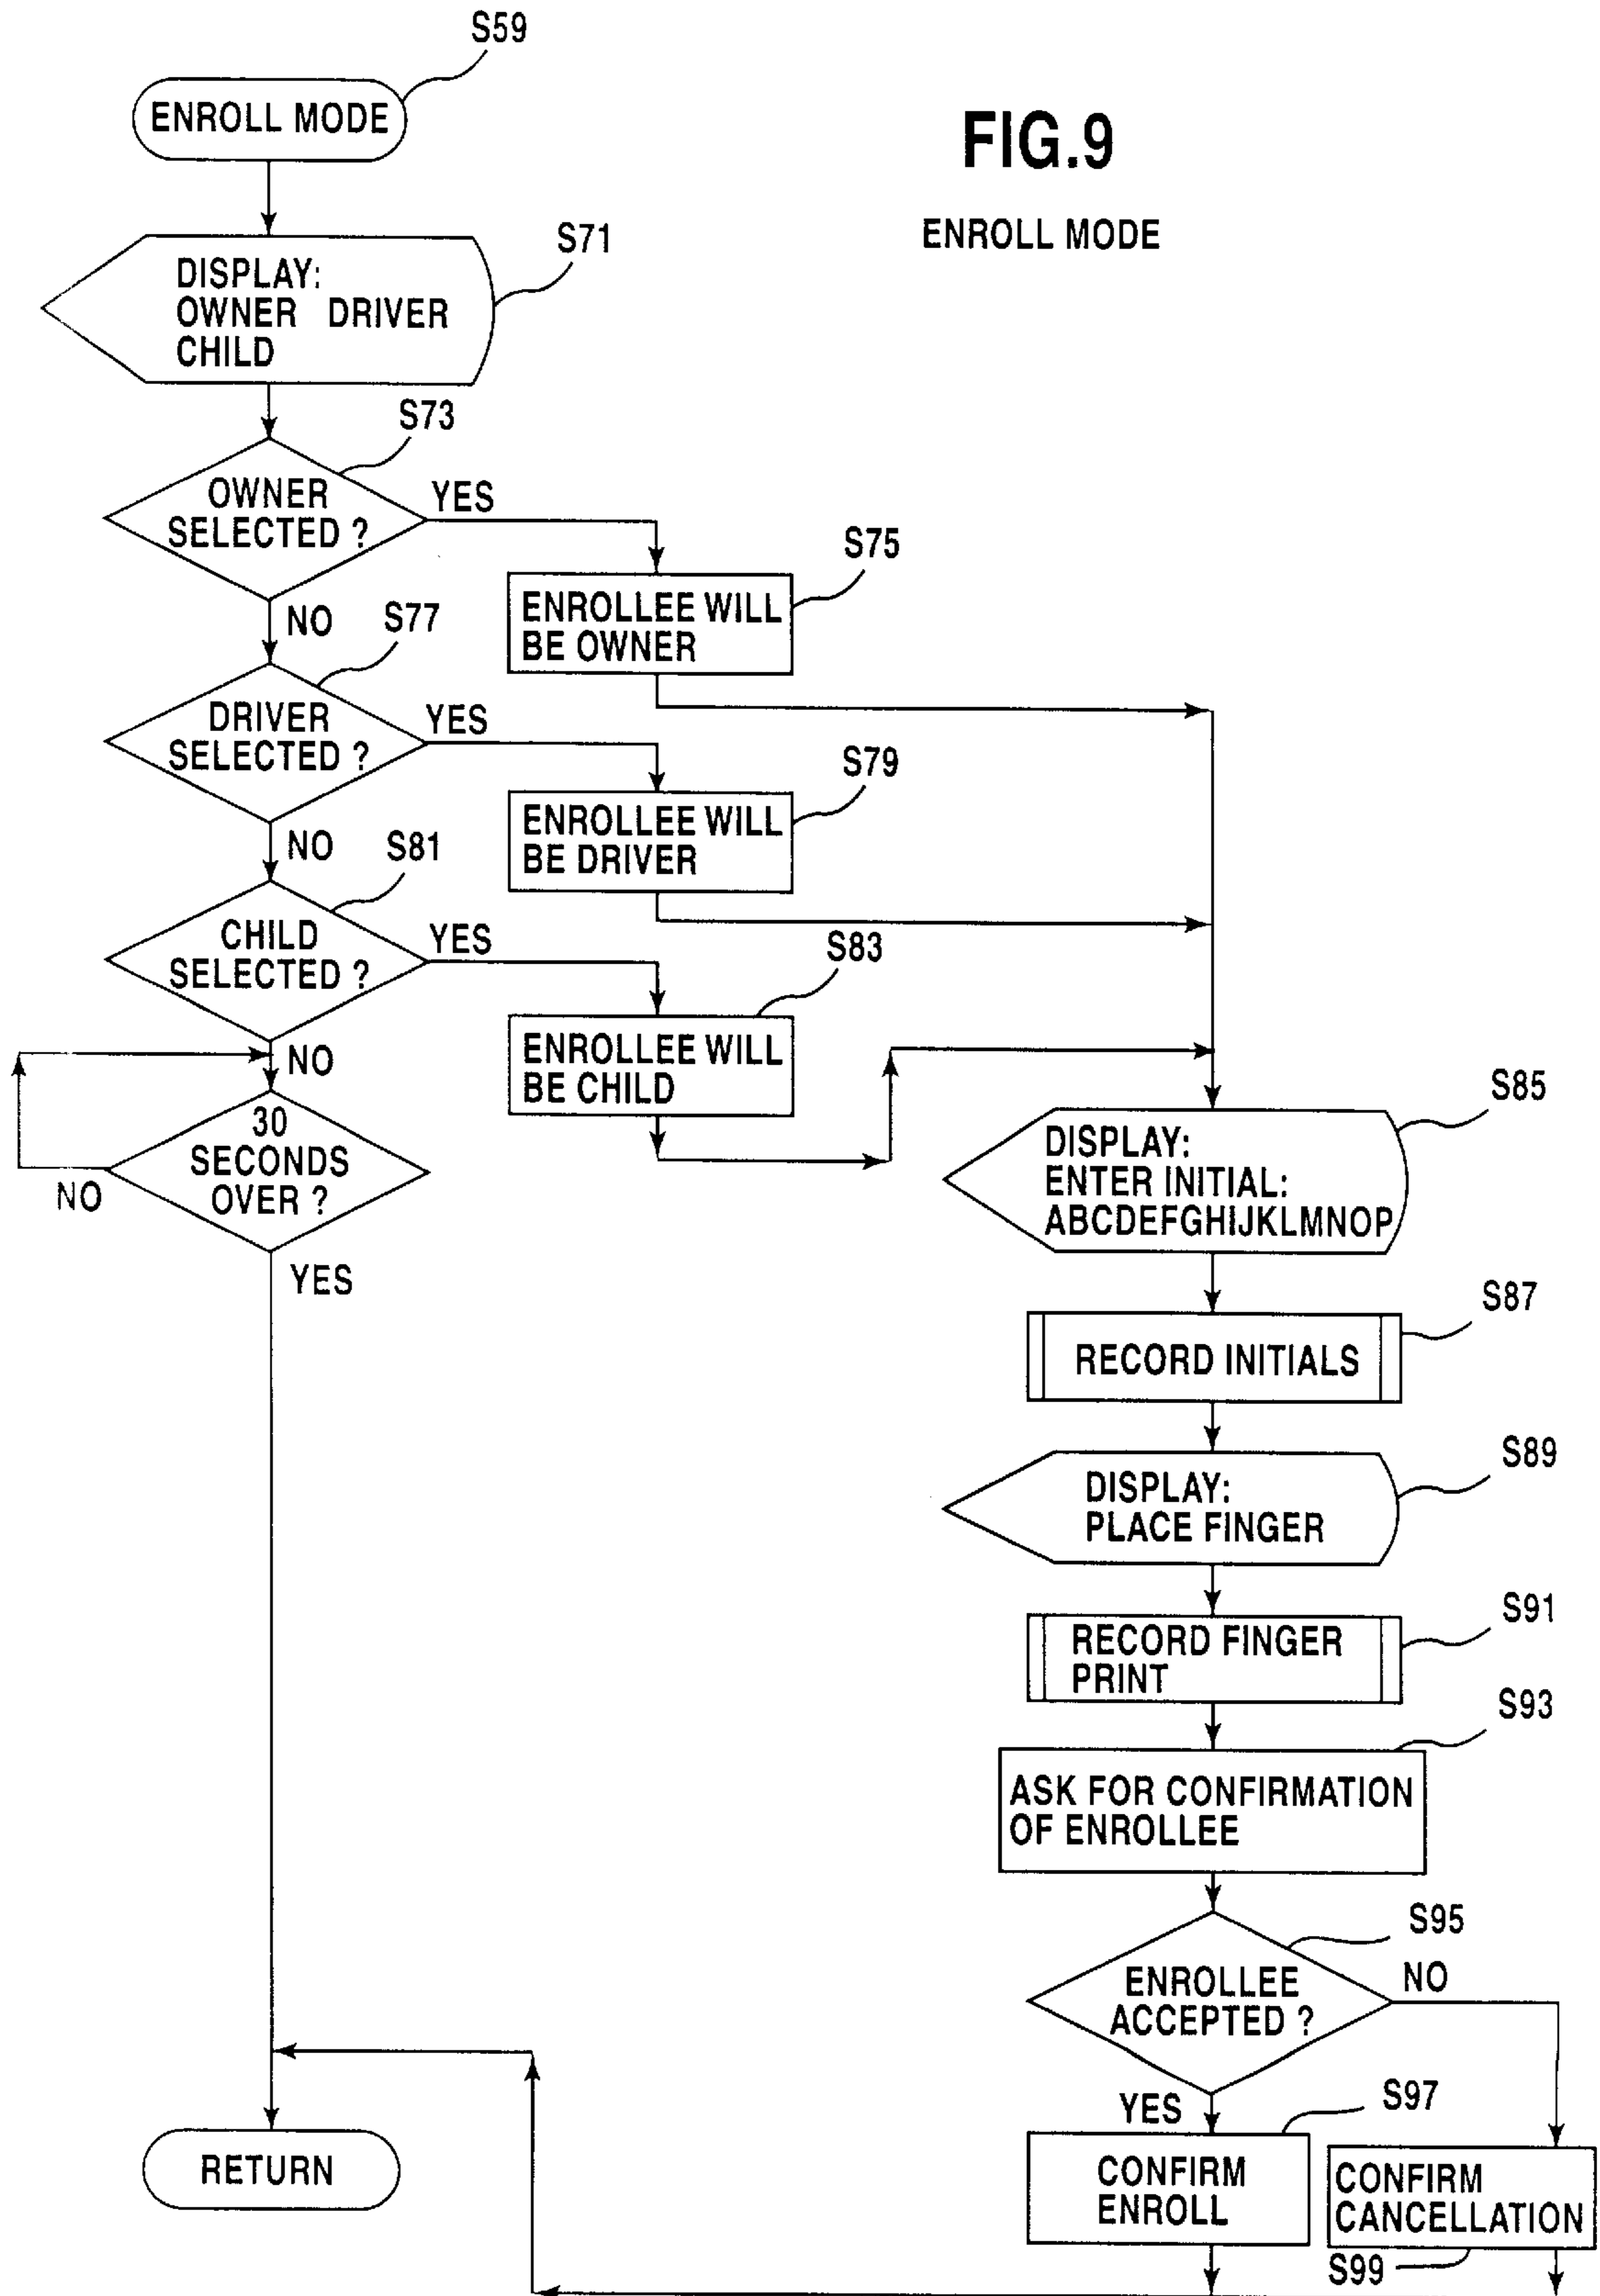 S59
ENROLL MODE
FIG.9
ENROLL MODE
S71
DISPLAY:
OWNER DRIVER
CHILD
S73
OWNER
SELECTED ?
YES
S75
ENROLLEE WILL
BE OWNER
NO
S77
DRIVER
SELECTED ?
YES
S79
ENROLLEE WILL
BE DRIVER
NO
S81
CHILD
SELECTED ?
YES
S83
ENROLLEE WILL
BE CHILD
NO
30
SECONDS
OVER ?
NO
YES
S85
DISPLAY:
ENTER INITIAL:
ABCDEFGHIJKLMNOP
S87
RECORD INITIALS
S89
DISPLAY:
PLACE FINGER
S91
RECORD FINGER
PRINT
S93
ASK FOR CONFIRMATION
OF ENROLLEE
S95
ENROLLEE
ACCEPTED ?
NO
YES
S97
CONFIRM
ENROLL
CONFIRM
CANCELLATION
S99
RETURN